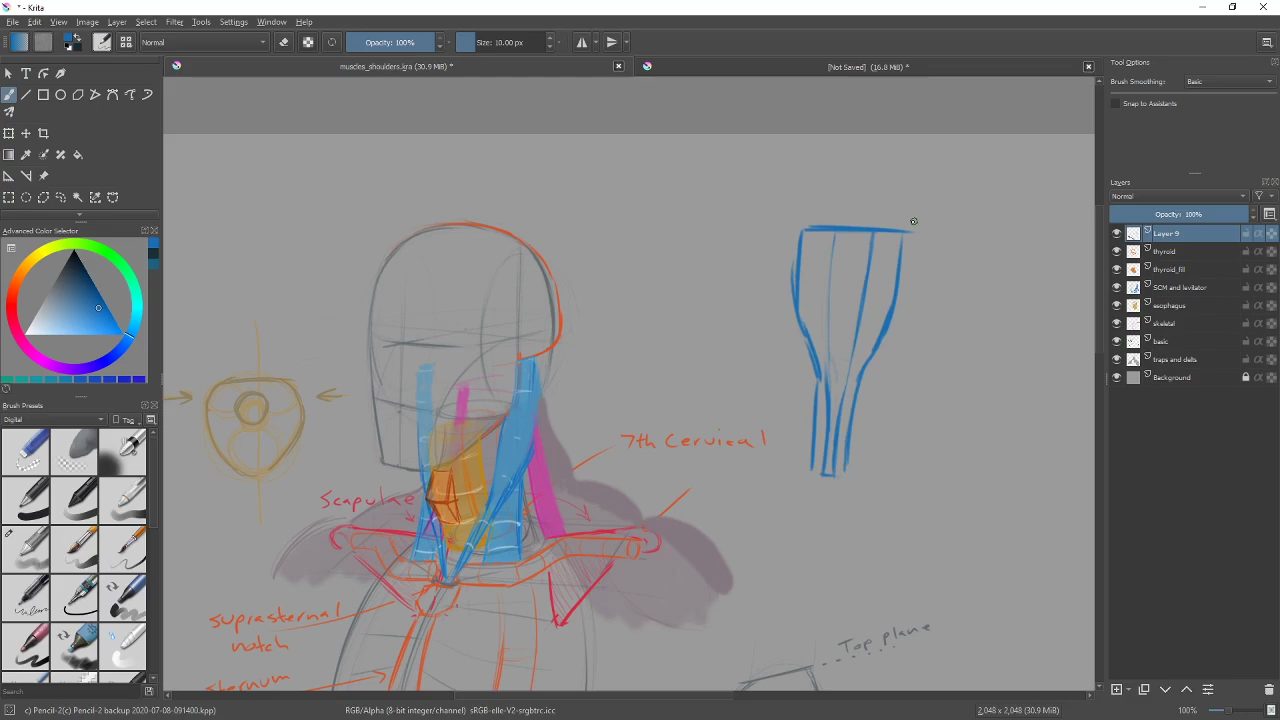 * - Krita
File Edit View Image Layer Select Filter Tools Settings Window Help
Normal Opacity: 100% Size: 10.00 px
muscles_shoulders.kra (30.9 MiB) * [Not Saved] (16.8 MiB) *
Tool Options
Brush Smoothing: Basic
Snap to Assistants
Layers
Normal
Opacity: 100%
Layer 9
thyroid
thyroid_fill
SCM and levitator
esophagus
skeletal
basic
traps and delts
Background
Advanced Color Selector
Brush Presets
Digital Tag
Search
7th Cervical
Scapulae
suprasternal
notch
sternum
Top plane
c) Pencil-2(c) Pencil-2 backup 2020-07-08-091400.kpp) RGB/Alpha (8-bit integer/channel) sRGB-elle-V2-srgbtrc.icc 2,048 x 2,048 (30.9 MiB) 100%